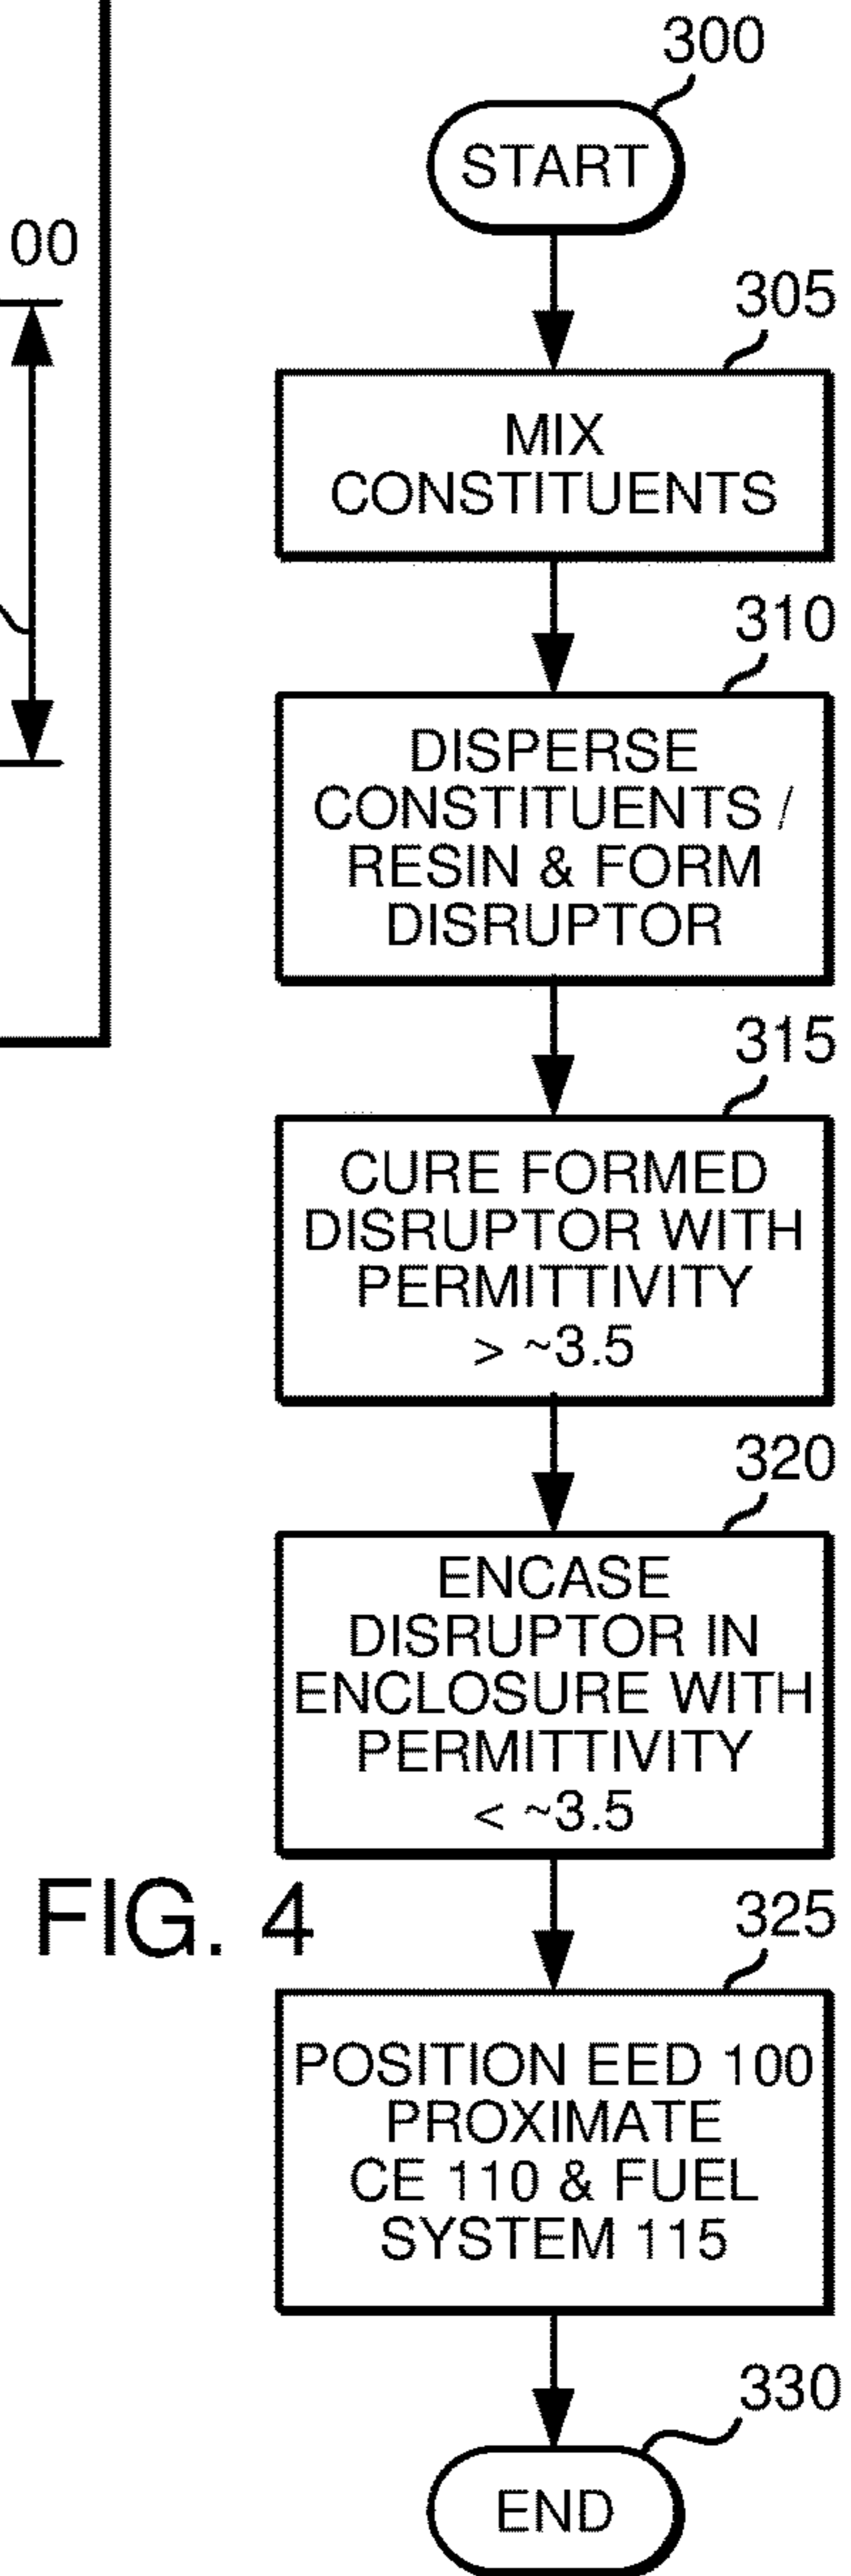 300
START
00
305
MIX
CONSTITUENTS
310
DISPERSE
CONSTITUENTS /
RESIN & FORM
DISRUPTOR
315
CURE FORMED
DISRUPTOR WITH
PERMITTIVITY
> ~3.5
320
ENCASE
DISRUPTOR IN
ENCLOSURE WITH
PERMITTIVITY
< ~3.5
FIG. 4
325
POSITION EED 100
PROXIMATE
CE 110 & FUEL
SYSTEM 115
330
END